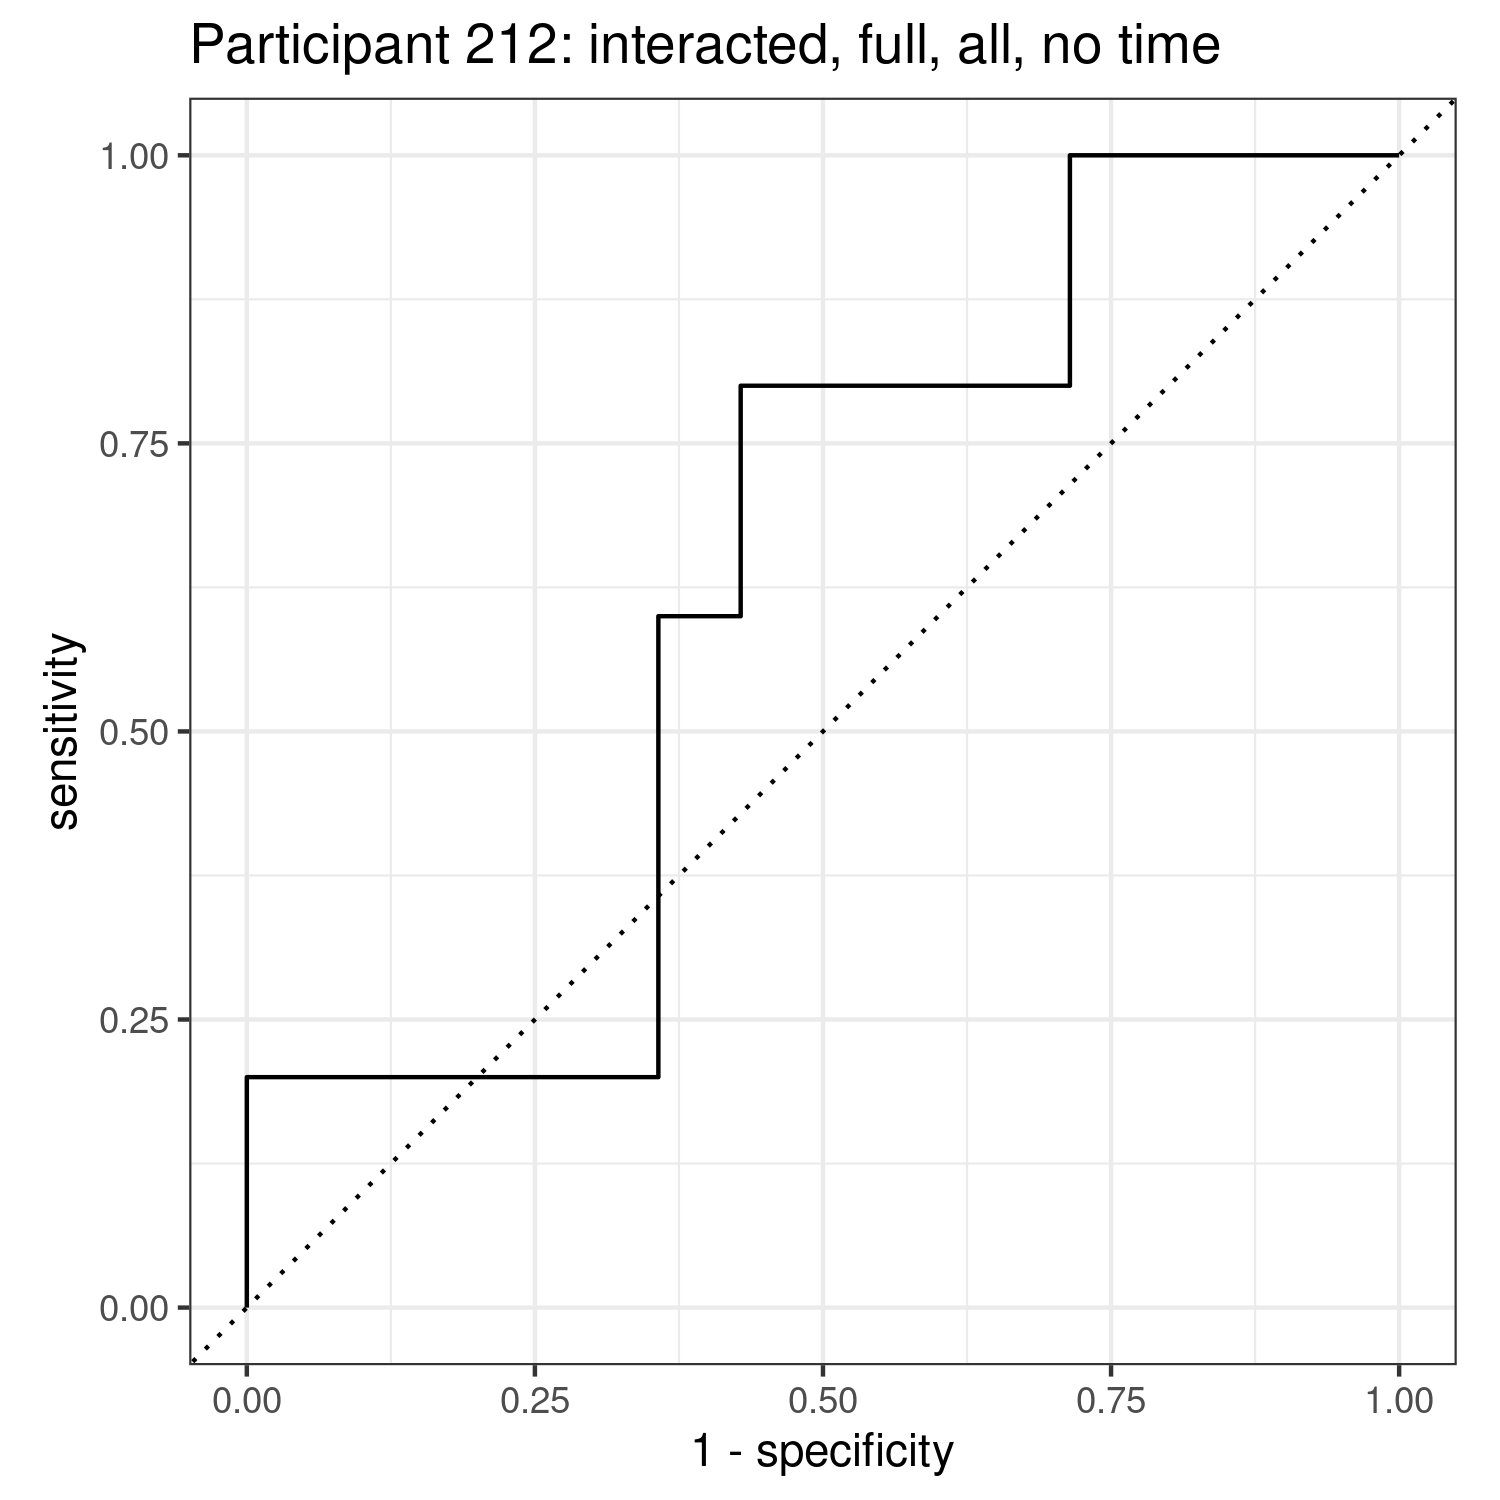 Participant 212: interacted, full, all, no time
1.00
0.75
0.50
0.25
0.00
sensitivity
0.00 0.25 0.50 0.75 1.00
1 - specificity